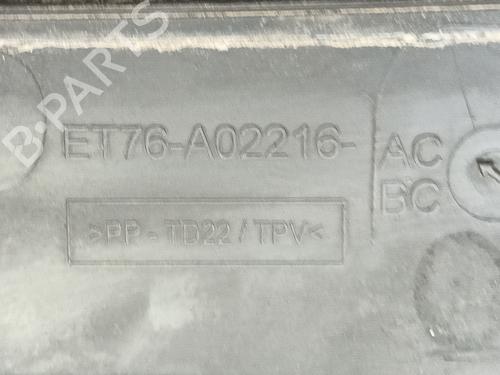 B-PARTS
ET76-A02216-
AC
BC
>PP - TD22 / TPV<